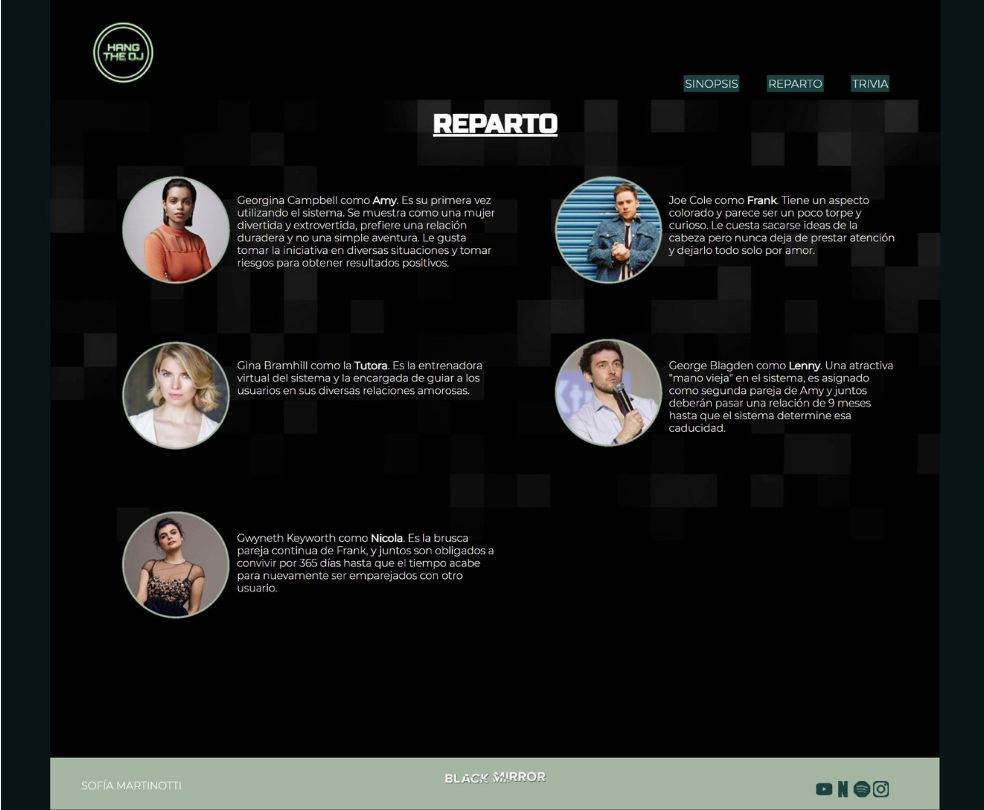 HANG
THE DJ
SINOPSIS REPARTO TRIVIA
REPARTO
Georgina Campbell como Amy. Es su primera vez
utilizando el sistema. Se muestra como una mujer
divertida y extrovertida, prefiere una relación
duradera y no una simple aventura. Le gusta
tomar la iniciativa en diversas situaciones y tomar
riesgos para obtener resultados positivos.
Joe Cole como Frank. Tiene un aspecto
colorado y parece ser un poco torpe y
curioso. Le cuesta sacarse ideas de la
cabeza pero nunca deja de prestar atención
y dejarlo todo solo por amor.
Gina Bramhill como la Tutora. Es la entrenadora
virtual del sistema y la encargada de guiar a los
usuarios en sus diversas relaciones amorosas.
George Blagden como Lenny. Una atractiva
"mano vieja" en el sistema, es asignado
como segunda pareja de Amy y juntos
deberán pasar una relación de 9 meses
hasta que el sistema determine esa
caducidad.
Gwyneth Keyworth como Nicola. Es la brusca
pareja continua de Frank, y juntos son obligados a
convivir por 365 días hasta que el tiempo acabe
para nuevamente ser emparejados con otro
usuario.
SOFÍA MARTINOTTI
BLACK MIRROR